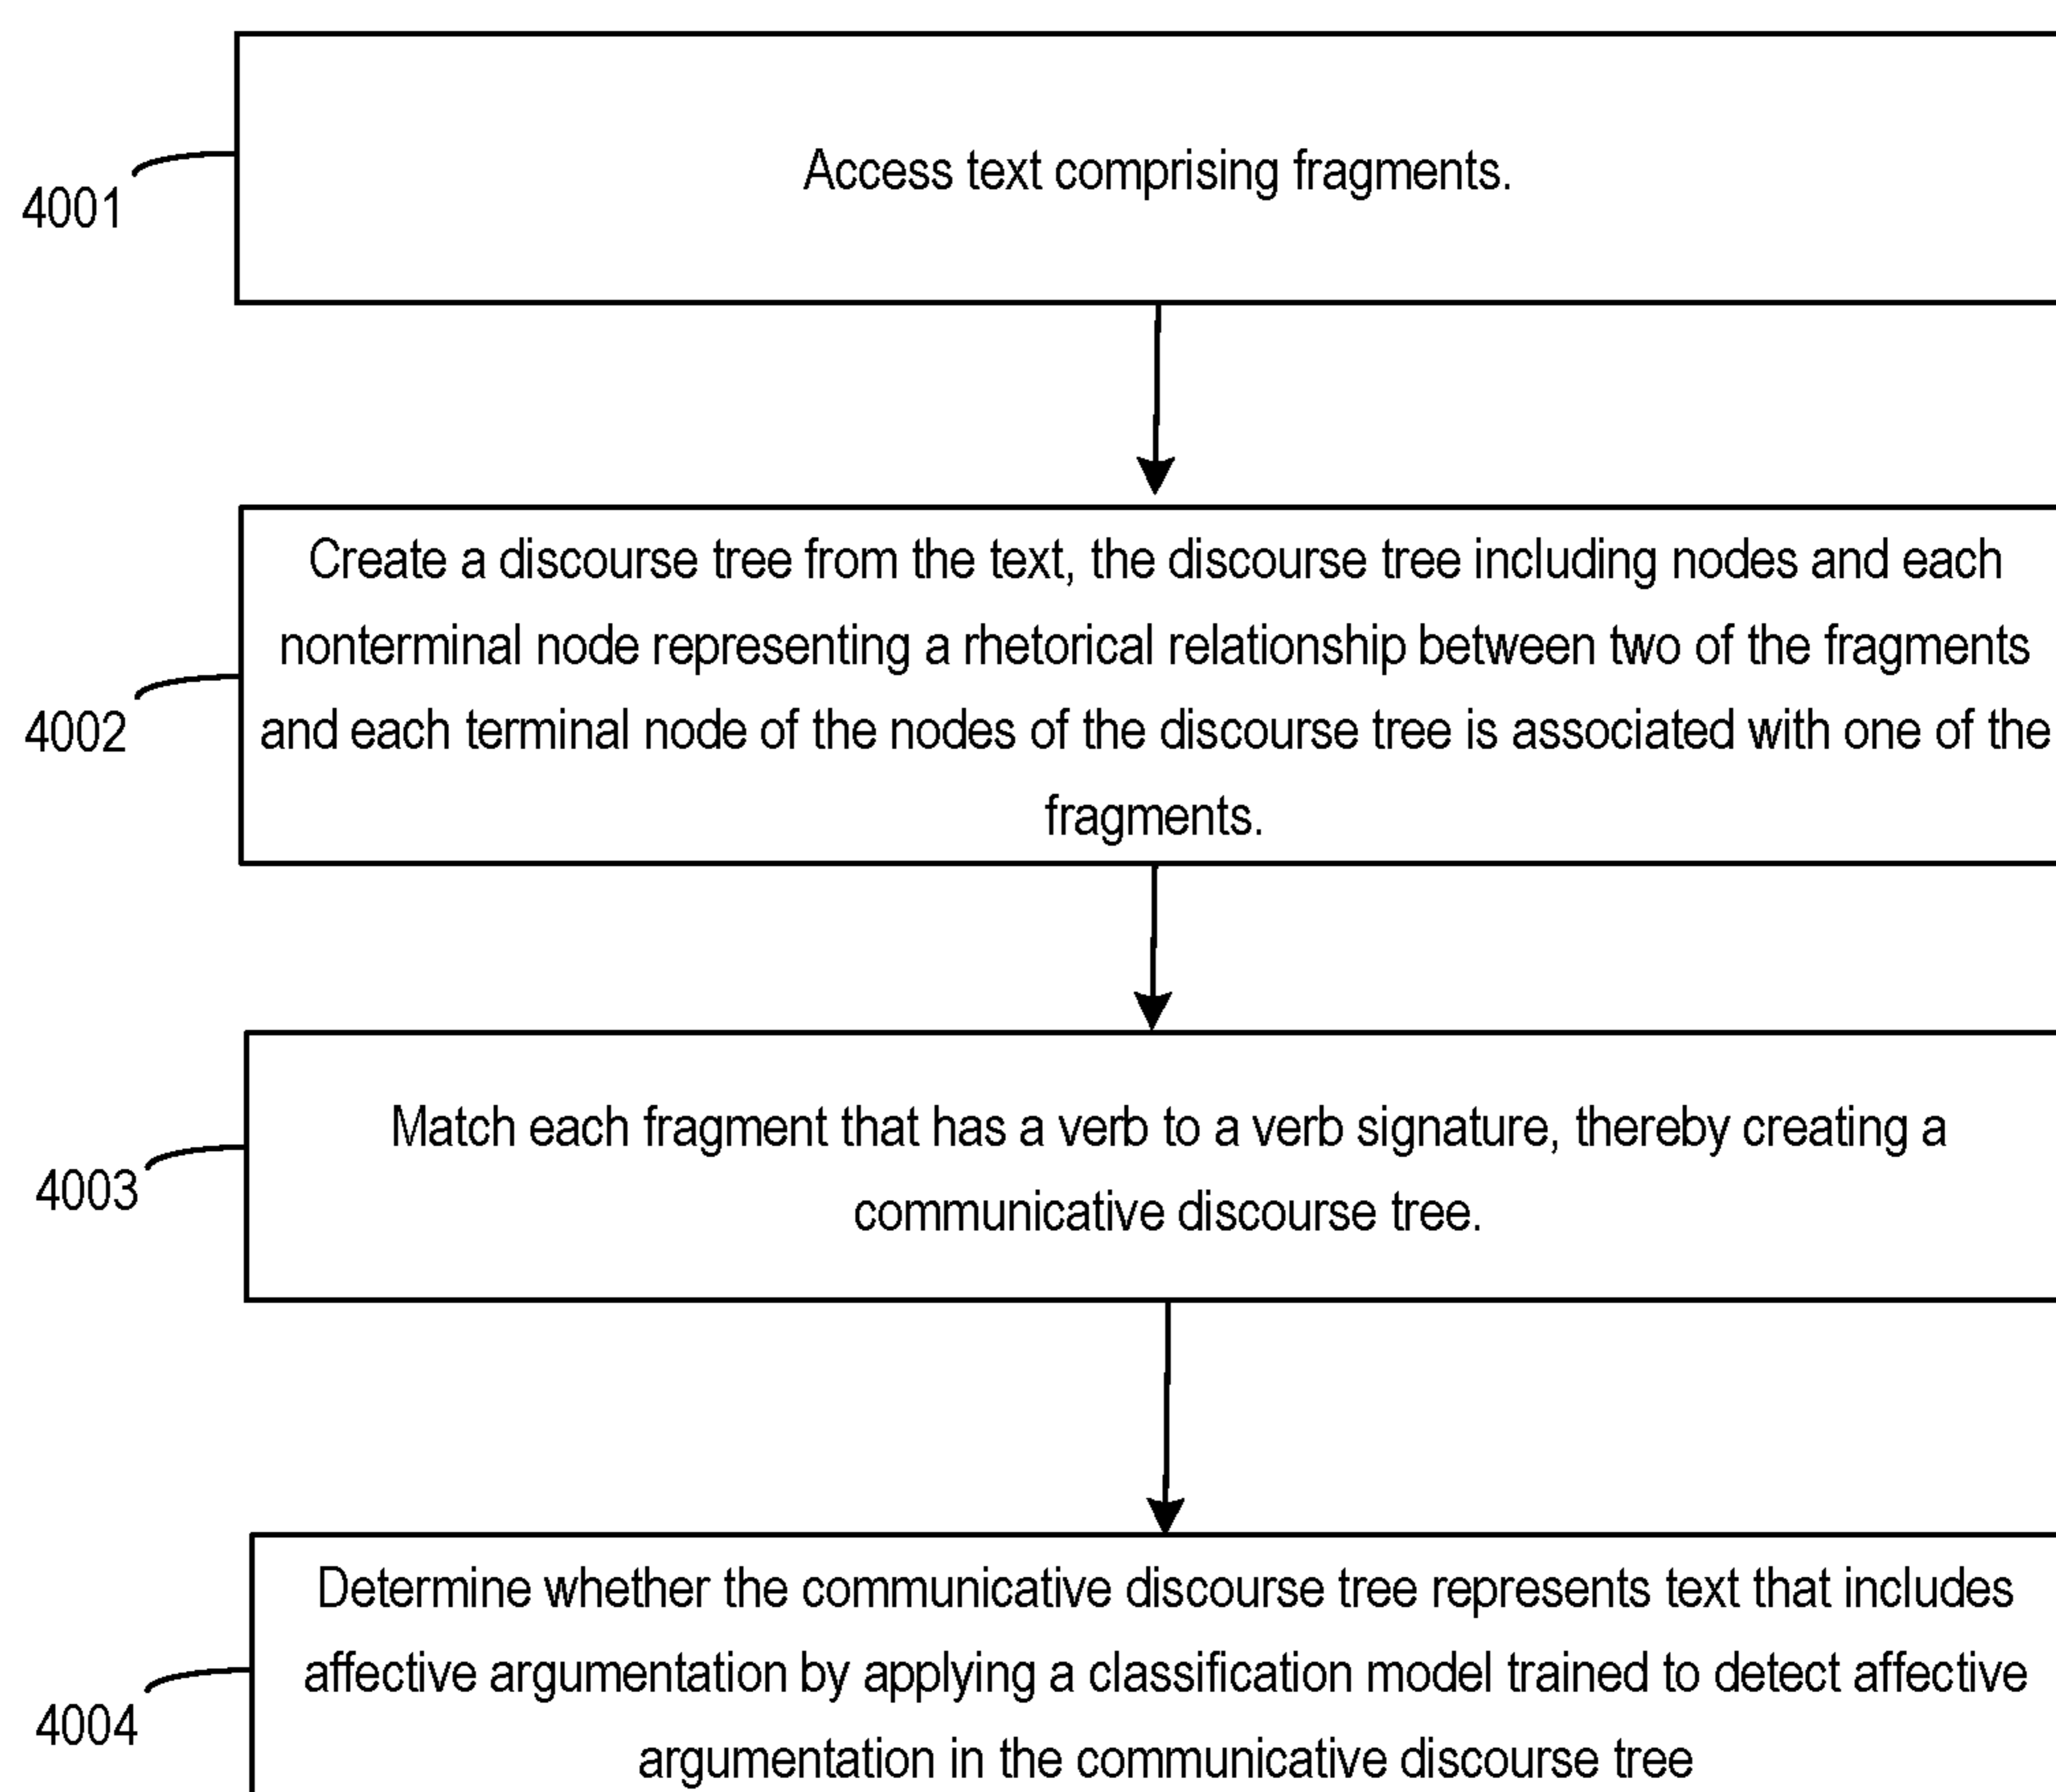 Access text comprising fragments.
4001
Create a discourse tree from the text, the discourse tree including nodes and each
nonterminal node representing a rhetorical relationship between two of the fragments
and each terminal node of the nodes of the discourse tree is associated with one of the
fragments.
4002
Match each fragment that has a verb to a verb signature, thereby creating a
communicative discourse tree.
4003
Determine whether the communicative discourse tree represents text that includes
affective argumentation by applying a classification model trained to detect affective
argumentation in the communicative discourse tree
4004